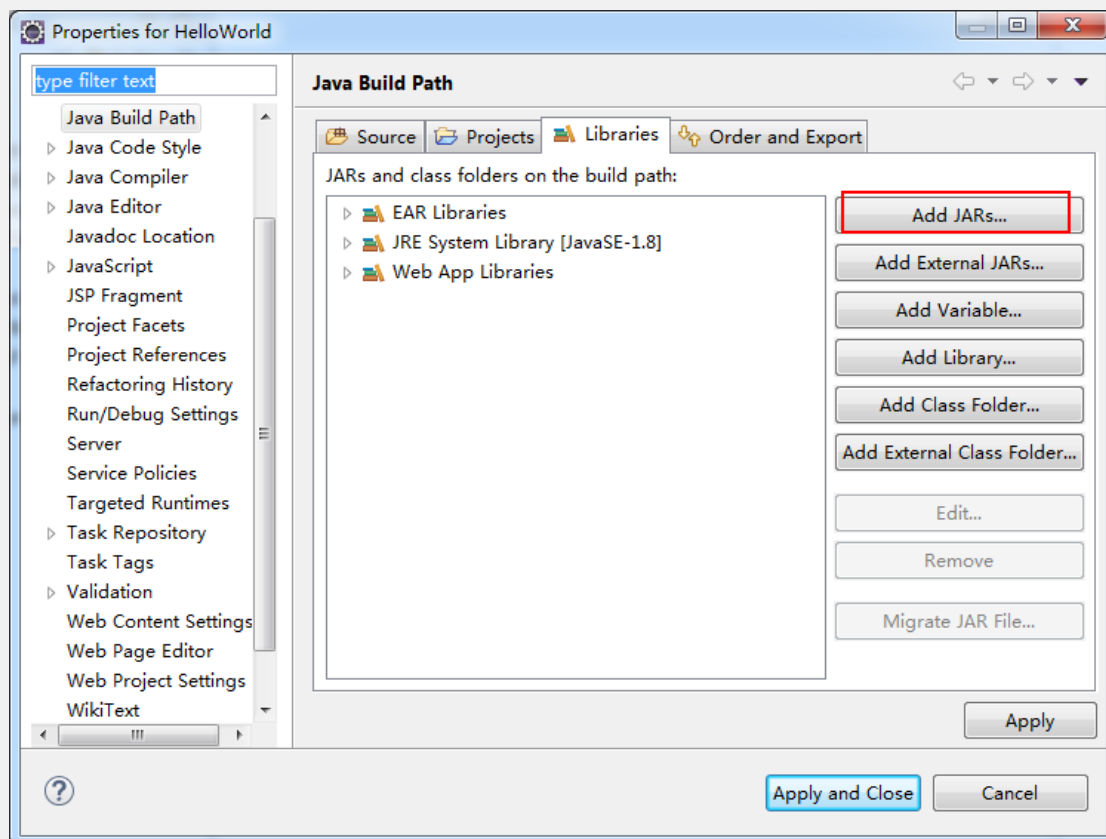 Properties for HelloWorld
type filter text
Java Build Path
Java Code Style
Java Compiler
Java Editor
Javadoc Location
JavaScript
JSP Fragment
Project Facets
Project References
Refactoring History
Run/Debug Settings
Server
Service Policies
Targeted Runtimes
Task Repository
Task Tags
Validation
Web Content Settings
Web Page Editor
Web Project Settings
WikiText
Java Build Path
Source
Projects
Libraries
Order and Export
JARs and class folders on the build path:
EAR Libraries
JRE System Library [JavaSE-1.8]
Web App Libraries
Add JARs...
Add External JARs...
Add Variable...
Add Library...
Add Class Folder...
Add External Class Folder...
Edit...
Remove
Migrate JAR File...
Apply
Apply and Close
Cancel